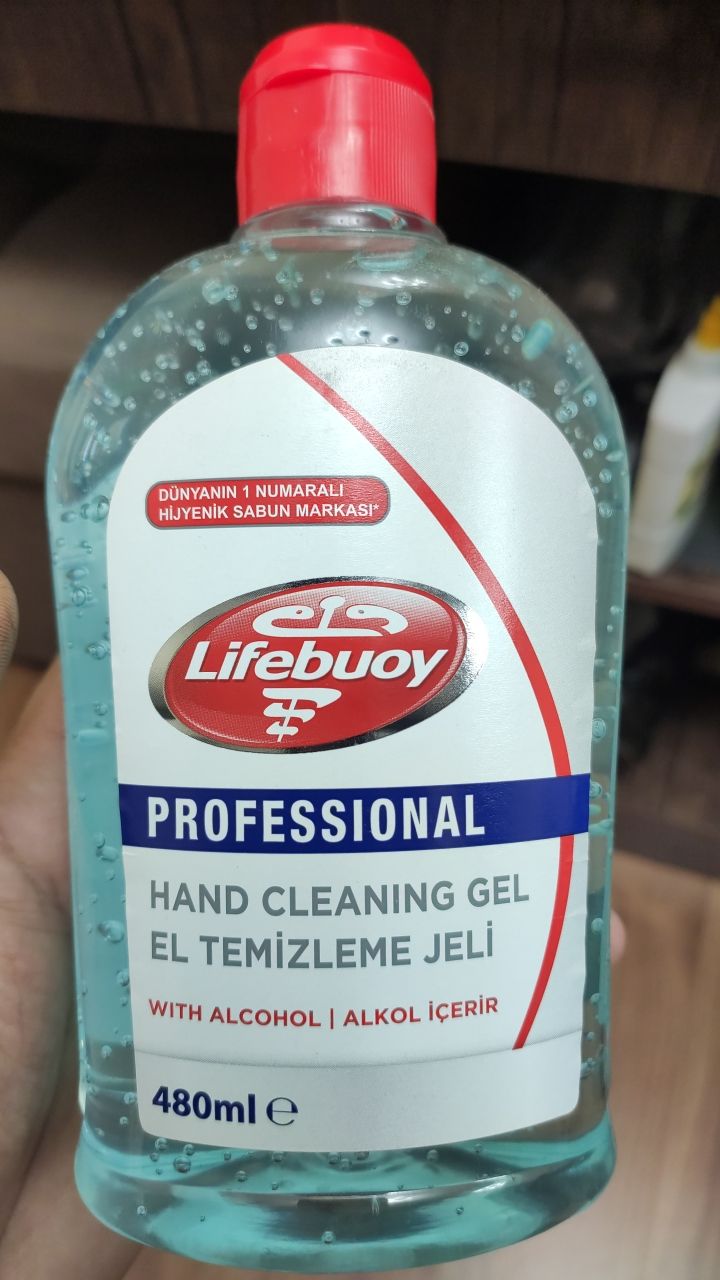 DÜNYANIN 1 NUMARALI
HİJYENİK SABUN MARKASI*
Lifebuoy
PROFESSIONAL
HAND CLEANING GEL
EL TEMİZLEME JELİ
WITH ALCOHOL | ALKOL İÇERİR
480ml ℮